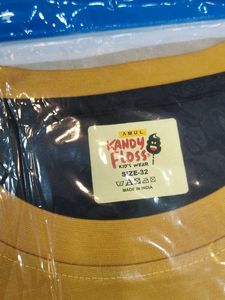 AMUL
KANDY
FLOSS
KID'S WEAR
SIZE-32
MADE IN INDIA